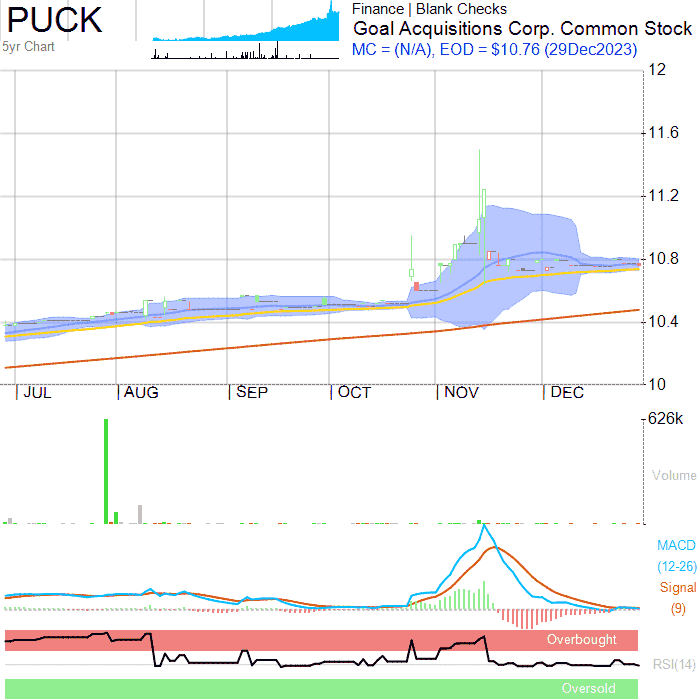 PUCK
5yr Chart
Finance | Blank Checks
Goal Acquisitions Corp. Common Stock
MC = (N/A), EOD = $10.76 (29Dec2023)
12
11.6
11.2
10.8
10.4
10
JUL AUG SEP OCT NOV DEC
626k
Volume
MACD
(12-26)
Signal
(9)
Overbought
RSI(14)
Oversold